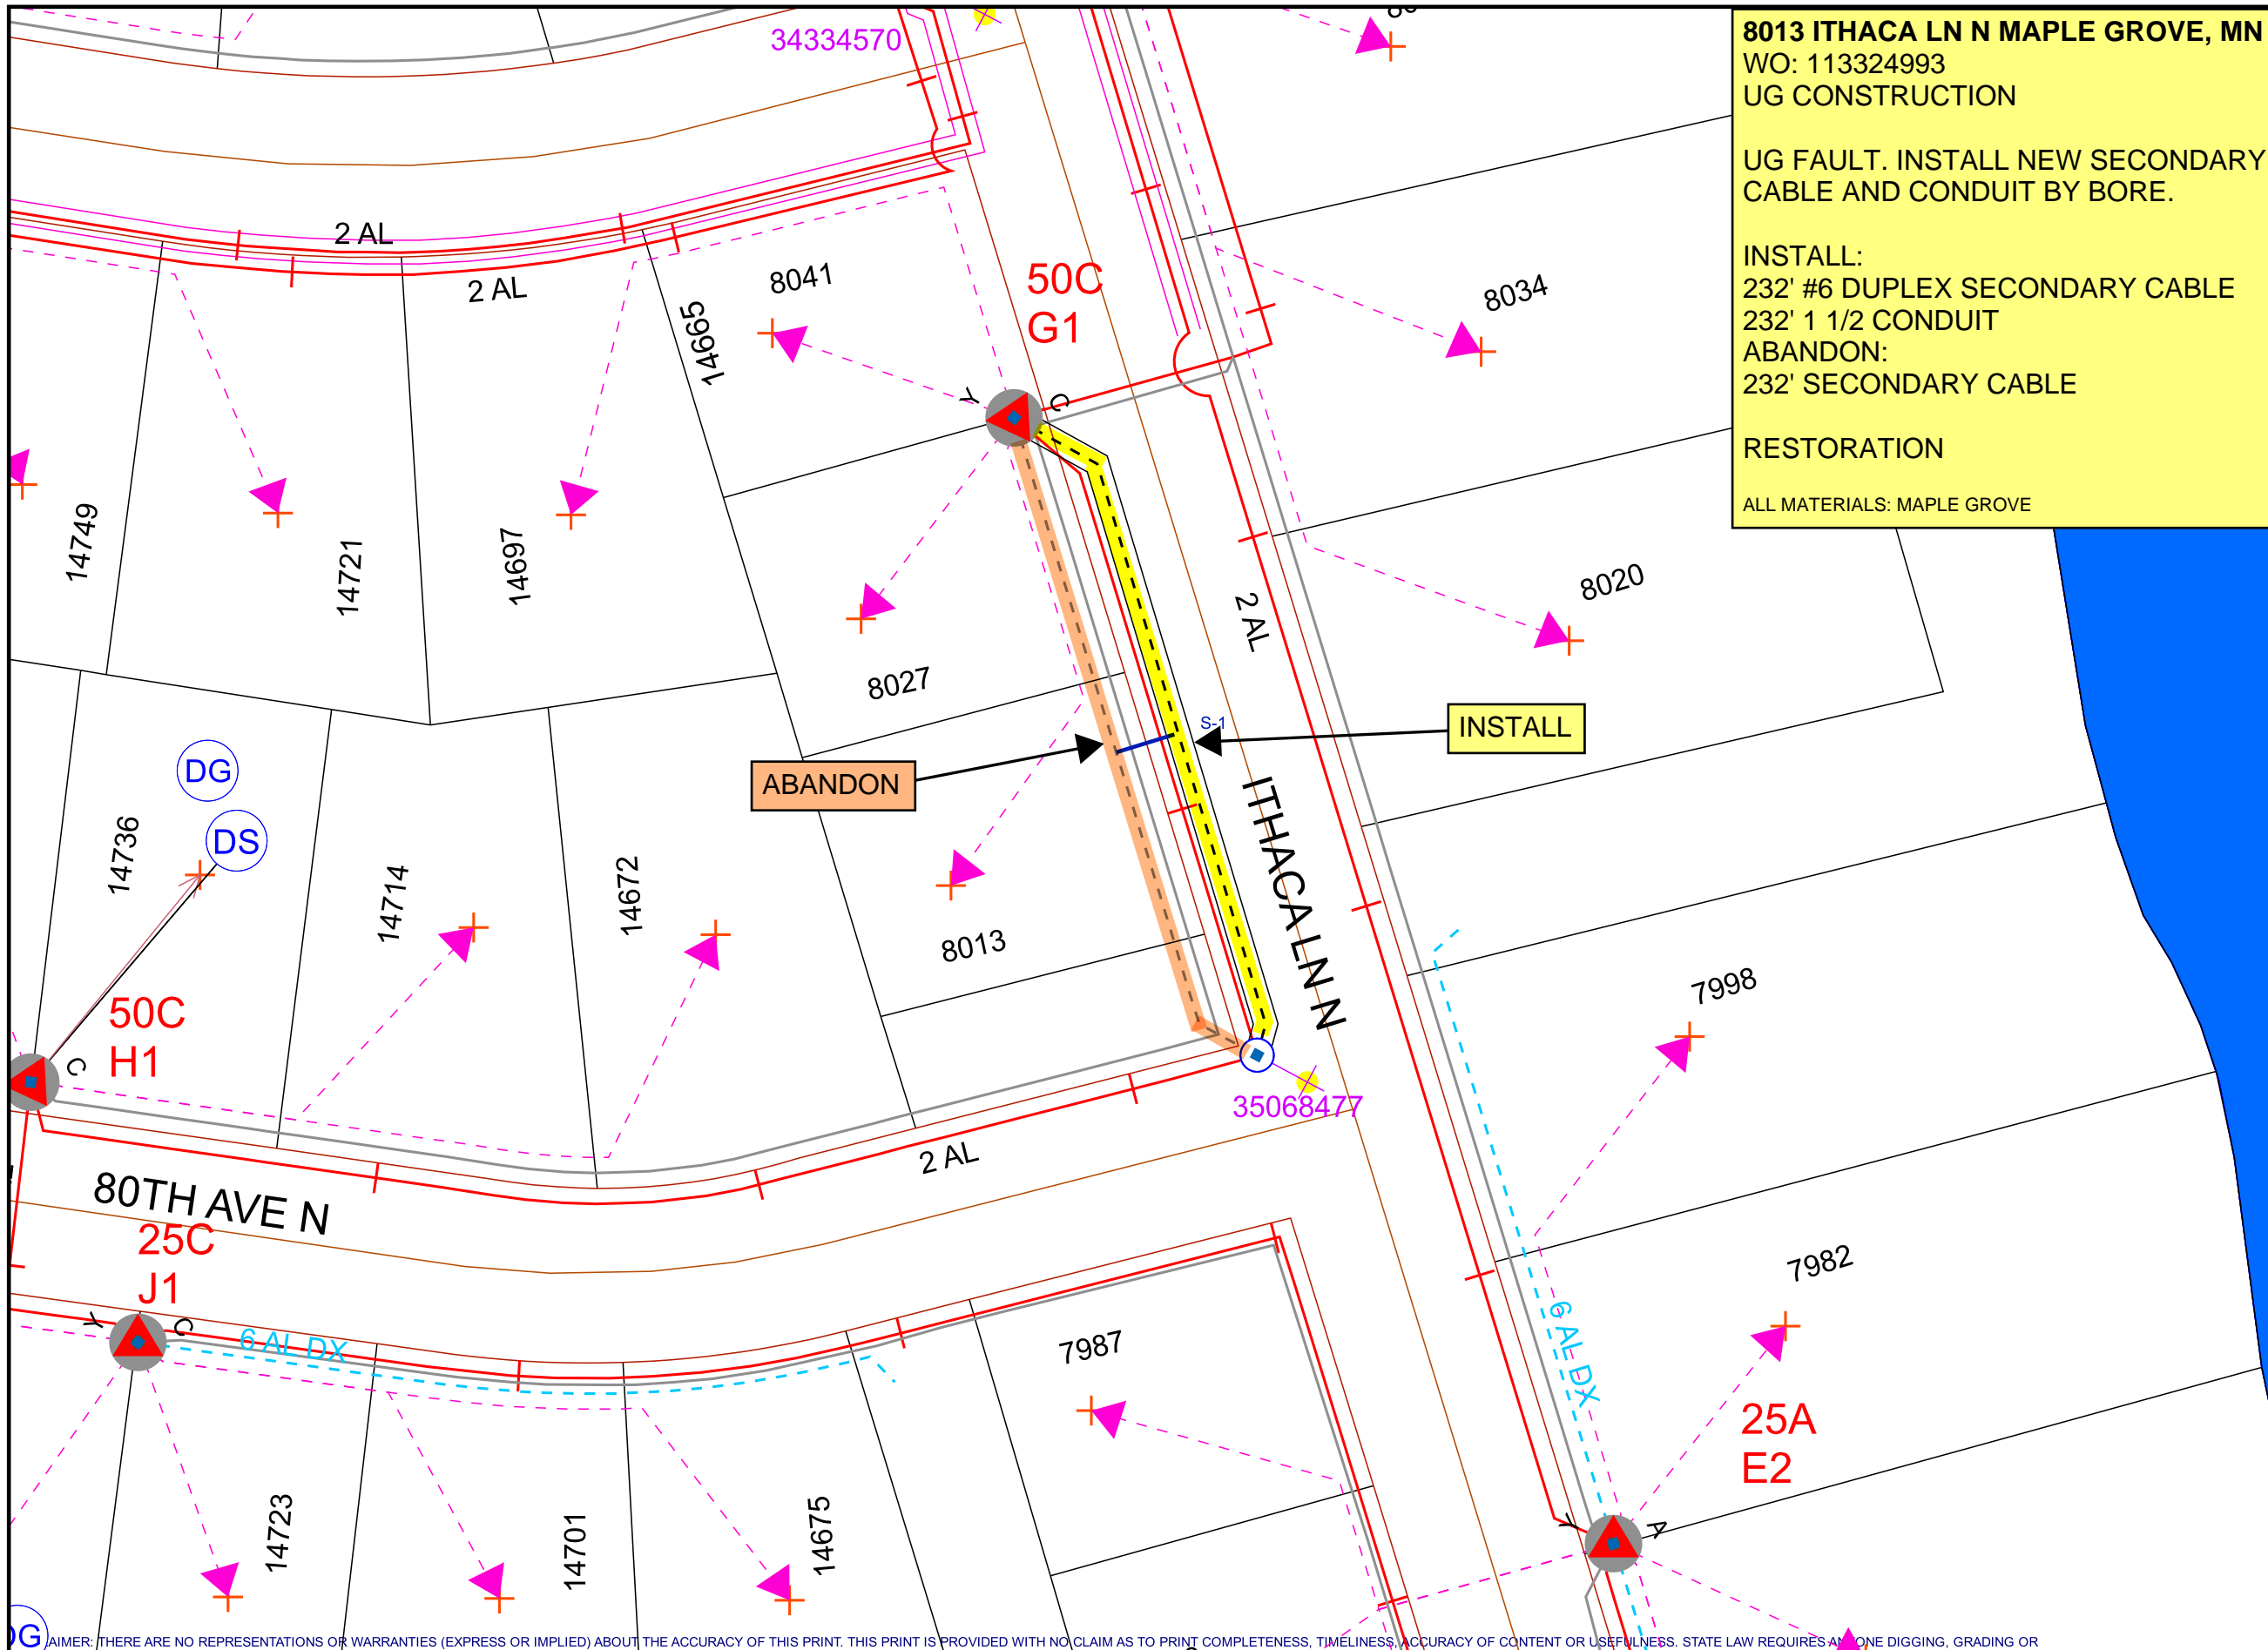 8013 ITHACA LN N MAPLE GROVE, MN
WO: 113324993
UG CONSTRUCTION
UG FAULT. INSTALL NEW SECONDARY
CABLE AND CONDUIT BY BORE.
INSTALL:
232' #6 DUPLEX SECONDARY CABLE
232' 1 1/2 CONDUIT
ABANDON:
232' SECONDARY CABLE
RESTORATION
ALL MATERIALS: MAPLE GROVE
34334570
2 AL
2 AL
8041
14665
50C
G1
8034
Y
C
14749
14721
14697
8027
8020
2 AL
S-1
INSTALL
ABANDON
DG
DS
14736
14714
14672
8013
ITHACA LN N
7998
50C
H1
C
35068477
2 AL
80TH AVE N
25C
J1
Y
C
6 AL DX
7987
7982
6 AL DX
25A
E2
Y
A
14723
14701
14675
DG
AIMER: THERE ARE NO REPRESENTATIONS OR WARRANTIES (EXPRESS OR IMPLIED) ABOUT THE ACCURACY OF THIS PRINT. THIS PRINT IS PROVIDED WITH NO CLAIM AS TO PRINT COMPLETENESS, TIMELINESS, ACCURACY OF CONTENT OR USEFULNESS. STATE LAW REQUIRES ANYONE DIGGING, GRADING OR